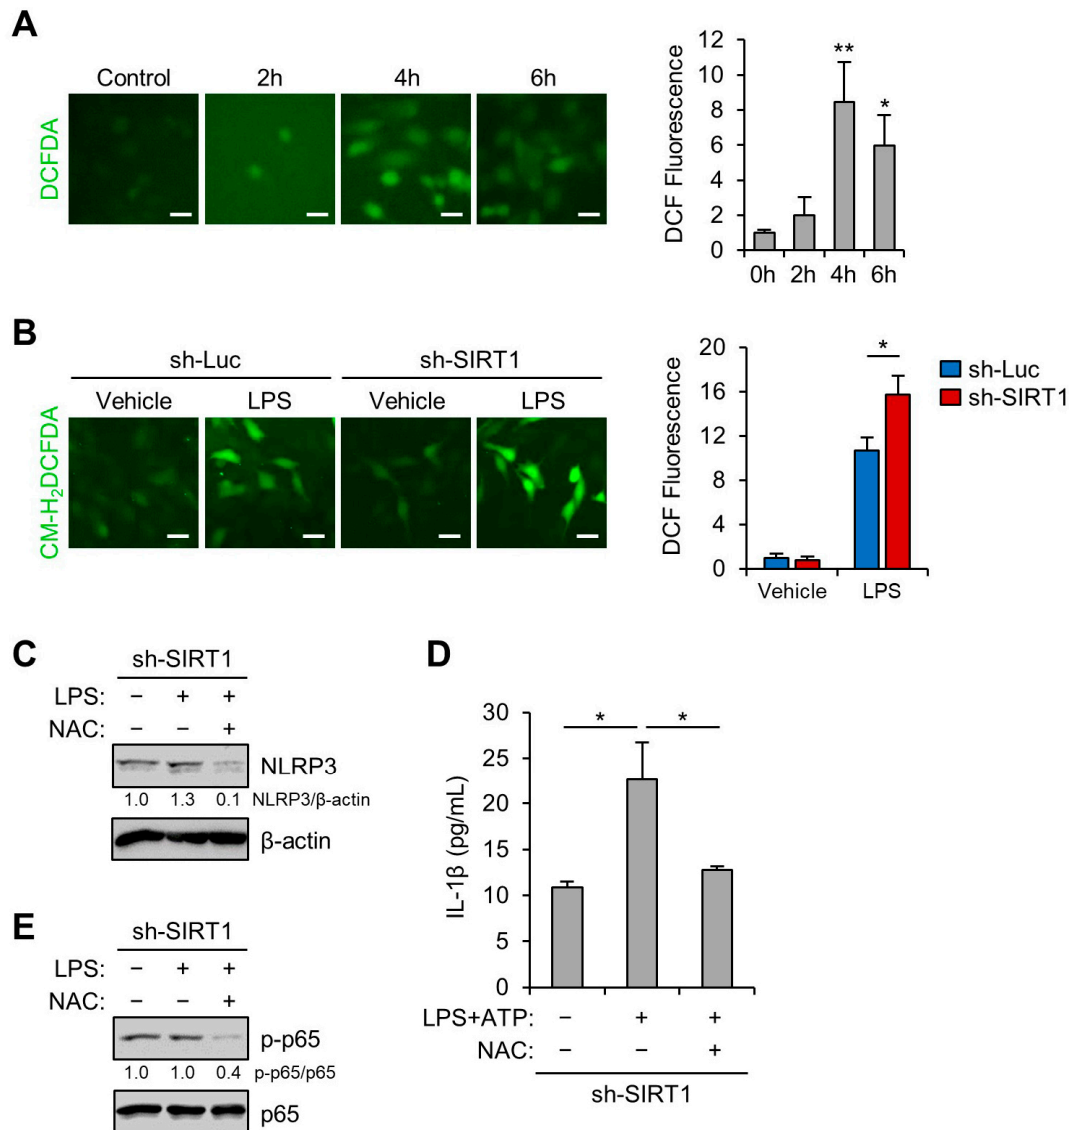 A
Control 2h 4h 6h
DCFDA
DCF Fluorescence
12
10
8
6
4
2
0
** *
0h 2h 4h 6h
B
sh-Luc sh-SIRT1
Vehicle LPS Vehicle LPS
CM-H₂DCFDA
DCF Fluorescence
20
16
12
8
4
0
*
Vehicle LPS
sh-Luc
sh-SIRT1
C
sh-SIRT1
LPS: − + +
NAC: − − +
NLRP3
1.0 1.3 0.1 NLRP3/β-actin
β-actin
D
IL-1β (pg/mL)
30
25
20
15
10
5
0
* *
LPS+ATP: − + +
NAC: − − +
sh-SIRT1
E
sh-SIRT1
LPS: − + +
NAC: − − +
p-p65
1.0 1.0 0.4 p-p65/p65
p65